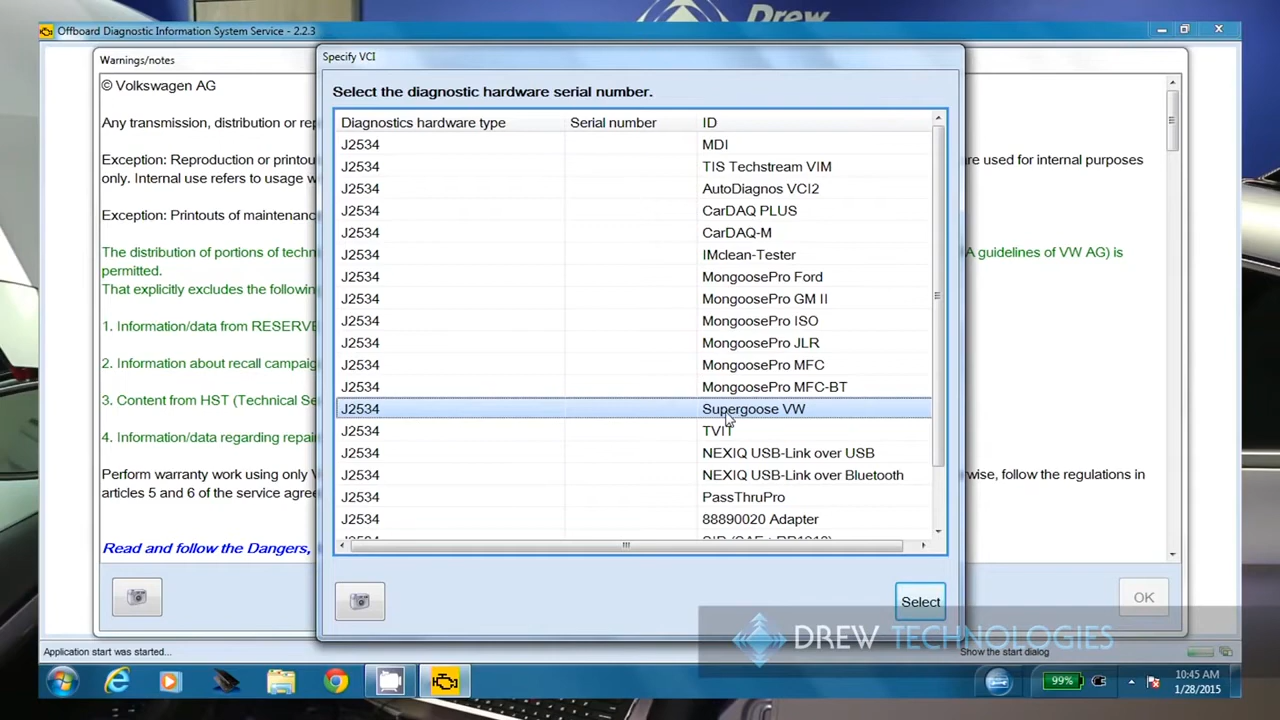 Drew
Offboard Diagnostic Information System Service - 2.2.3
Warnings/notes
© Volkswagen AG
Any transmission, distribution or rep
Exception: Reproduction or printou
are used for internal purposes
only. Internal use refers to usage w
Exception: Printouts of maintenanc
The distribution of portions of techn
A guidelines of VW AG) is
permitted.
That explicitly excludes the followin
1. Information/data from RESERVE
2. Information about recall campaig
3. Content from HST (Technical Se
4. Information/data regarding repai
Perform warranty work using only V
wise, follow the regulations in
articles 5 and 6 of the service agree
Read and follow the Dangers,
OK
Specify VCI
Select the diagnostic hardware serial number.
Diagnostics hardware type Serial number ID
J2534 MDI
J2534 TIS Techstream VIM
J2534 AutoDiagnos VCI2
J2534 CarDAQ PLUS
J2534 CarDAQ-M
J2534 IMclean-Tester
J2534 MongoosePro Ford
J2534 MongoosePro GM II
J2534 MongoosePro ISO
J2534 MongoosePro JLR
J2534 MongoosePro MFC
J2534 MongoosePro MFC-BT
J2534 Supergoose VW
J2534 TVIT
J2534 NEXIQ USB-Link over USB
J2534 NEXIQ USB-Link over Bluetooth
J2534 PassThruPro
J2534 88890020 Adapter
Select
DREW TECHNOLOGIES
Application start was started...
Show the start dialog
99%
10:45 AM
1/28/2015